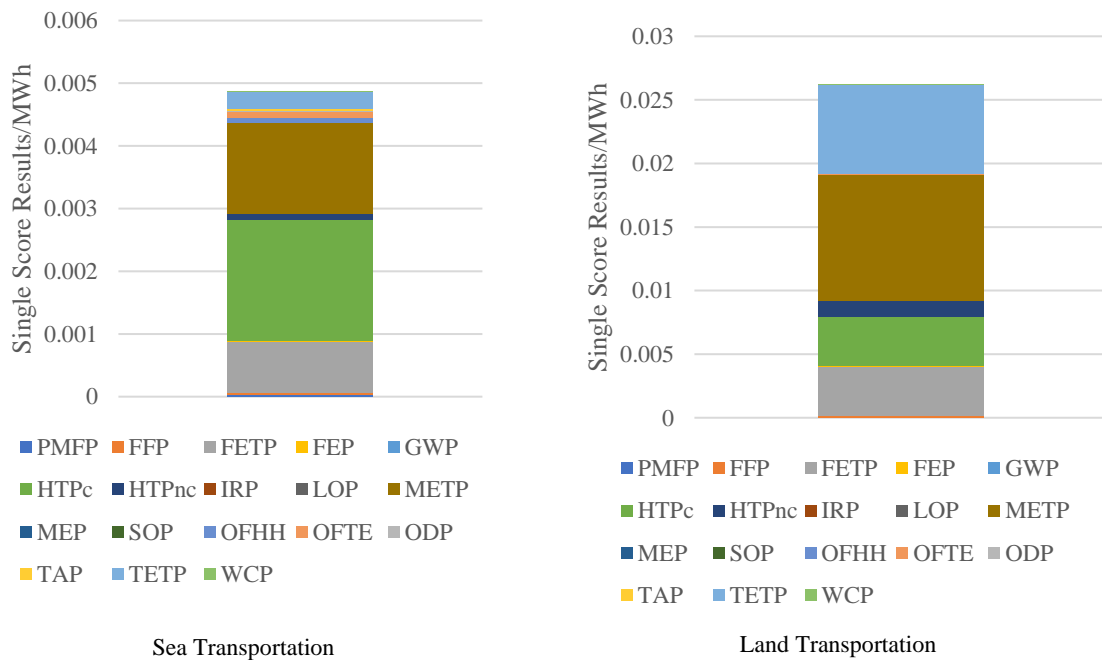 Single Score Results/MWh
0.006
0.005
0.004
0.003
0.002
0.001
0
PMFP FFP FETP FEP GWP
HTPc HTPnc IRP LOP METP
MEP SOP OFHH OFTE ODP
TAP TETP WCP
Sea Transportation
Single Score Results/MWh
0.03
0.025
0.02
0.015
0.01
0.005
0
PMFP FFP FETP FEP GWP
HTPc HTPnc IRP LOP METP
MEP SOP OFHH OFTE ODP
TAP TETP WCP
Land Transportation